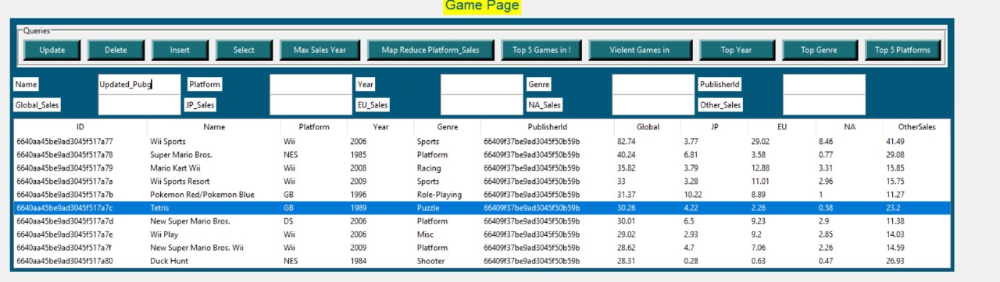 Game Page
Queries
Update Delete Insert Select Max Sales Year Map Reduce Platform_Sales Top 5 Games in ! Violent Games in Top Year Top Genre Top 5 Platforms
Name Updated_Pubg Platform Year Genre PublisherId
Global_Sales JP_Sales EU_Sales NA_Sales Other_Sales
ID Name Platform Year Genre PublisherId Global JP EU NA OtherSales
6640aa45be9ad3045f517a77 Wii Sports Wii 2006 Sports 66409f37be9ad3045f50b59b 82.74 3.77 29.02 8.46 41.49
6640aa45be9ad3045f517a78 Super Mario Bros. NES 1985 Platform 66409f37be9ad3045f50b59b 40.24 6.81 3.58 0.77 29.08
6640aa45be9ad3045f517a79 Mario Kart Wii Wii 2008 Racing 66409f37be9ad3045f50b59b 35.82 3.79 12.88 3.31 15.85
6640aa45be9ad3045f517a7a Wii Sports Resort Wii 2009 Sports 66409f37be9ad3045f50b59b 33 3.28 11.01 2.96 15.75
6640aa45be9ad3045f517a7b Pokemon Red/Pokemon Blue GB 1996 Role-Playing 66409f37be9ad3045f50b59b 31.37 10.22 8.89 1 11.27
6640aa45be9ad3045f517a7c Tetris GB 1989 Puzzle 66409f37be9ad3045f50b59b 30.26 4.22 2.26 0.58 23.2
6640aa45be9ad3045f517a7d New Super Mario Bros. DS 2006 Platform 66409f37be9ad3045f50b59b 30.01 6.5 9.23 2.9 11.38
6640aa45be9ad3045f517a7e Wii Play Wii 2006 Misc 66409f37be9ad3045f50b59b 29.02 2.93 9.2 2.85 14.03
6640aa45be9ad3045f517a7f New Super Mario Bros. Wii Wii 2009 Platform 66409f37be9ad3045f50b59b 28.62 4.7 7.06 2.26 14.59
6640aa45be9ad3045f517a80 Duck Hunt NES 1984 Shooter 66409f37be9ad3045f50b59b 28.31 0.28 0.63 0.47 26.93